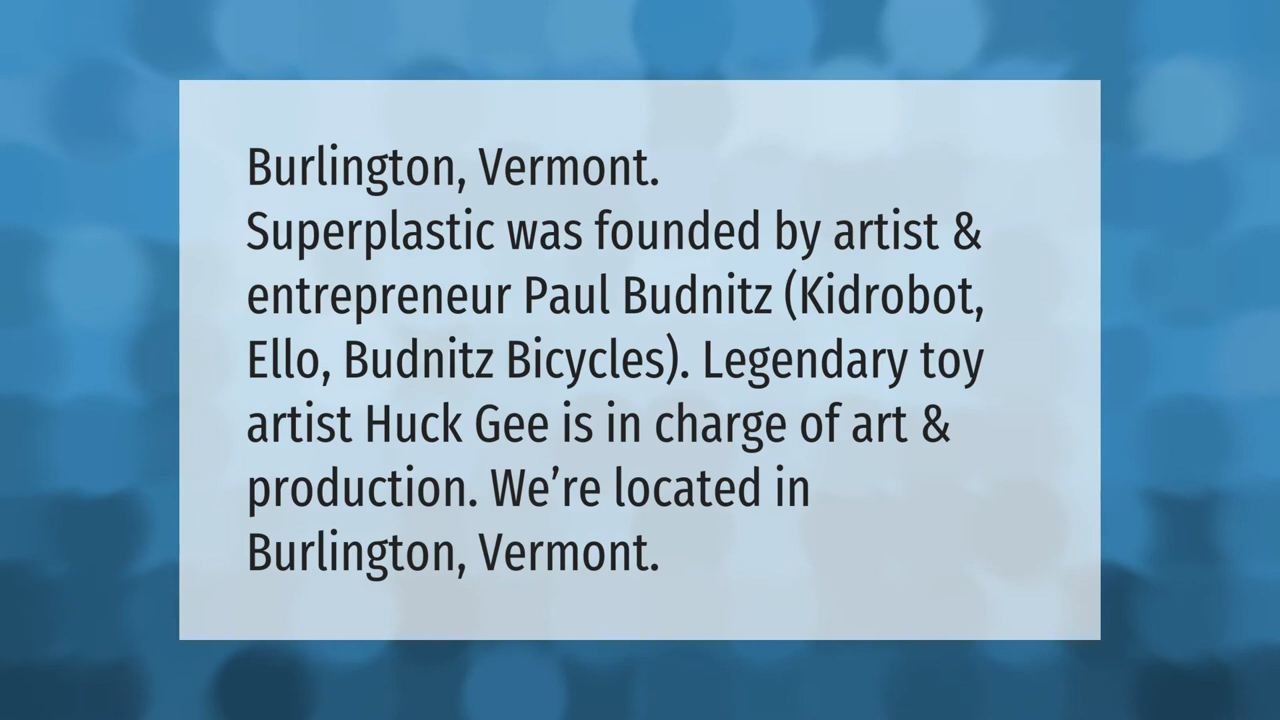 Burlington, Vermont.
Superplastic was founded by artist &
entrepreneur Paul Budnitz (Kidrobot,
Ello, Budnitz Bicycles). Legendary toy
artist Huck Gee is in charge of art &
production. We’re located in
Burlington, Vermont.